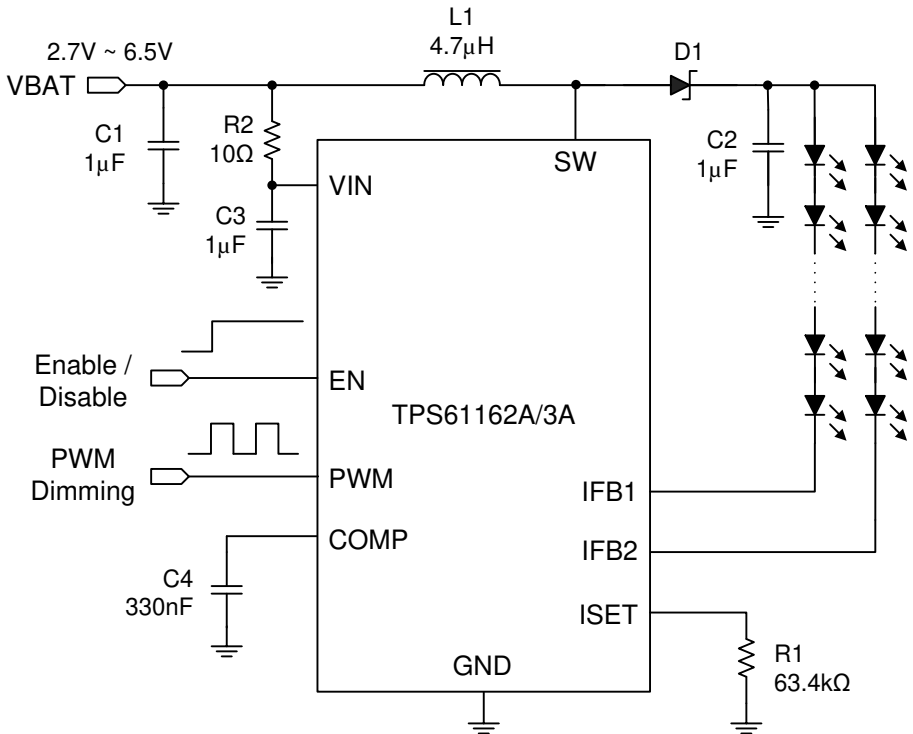 L1
4.7μH
2.7V ~ 6.5V
VBAT
D1
C1
1μF
R2
10Ω
C2
1μF
SW
VIN
C3
1μF
Enable /
Disable
EN
TPS61162A/3A
PWM
Dimming
PWM
IFB1
COMP
IFB2
C4
330nF
ISET
GND
R1
63.4kΩ